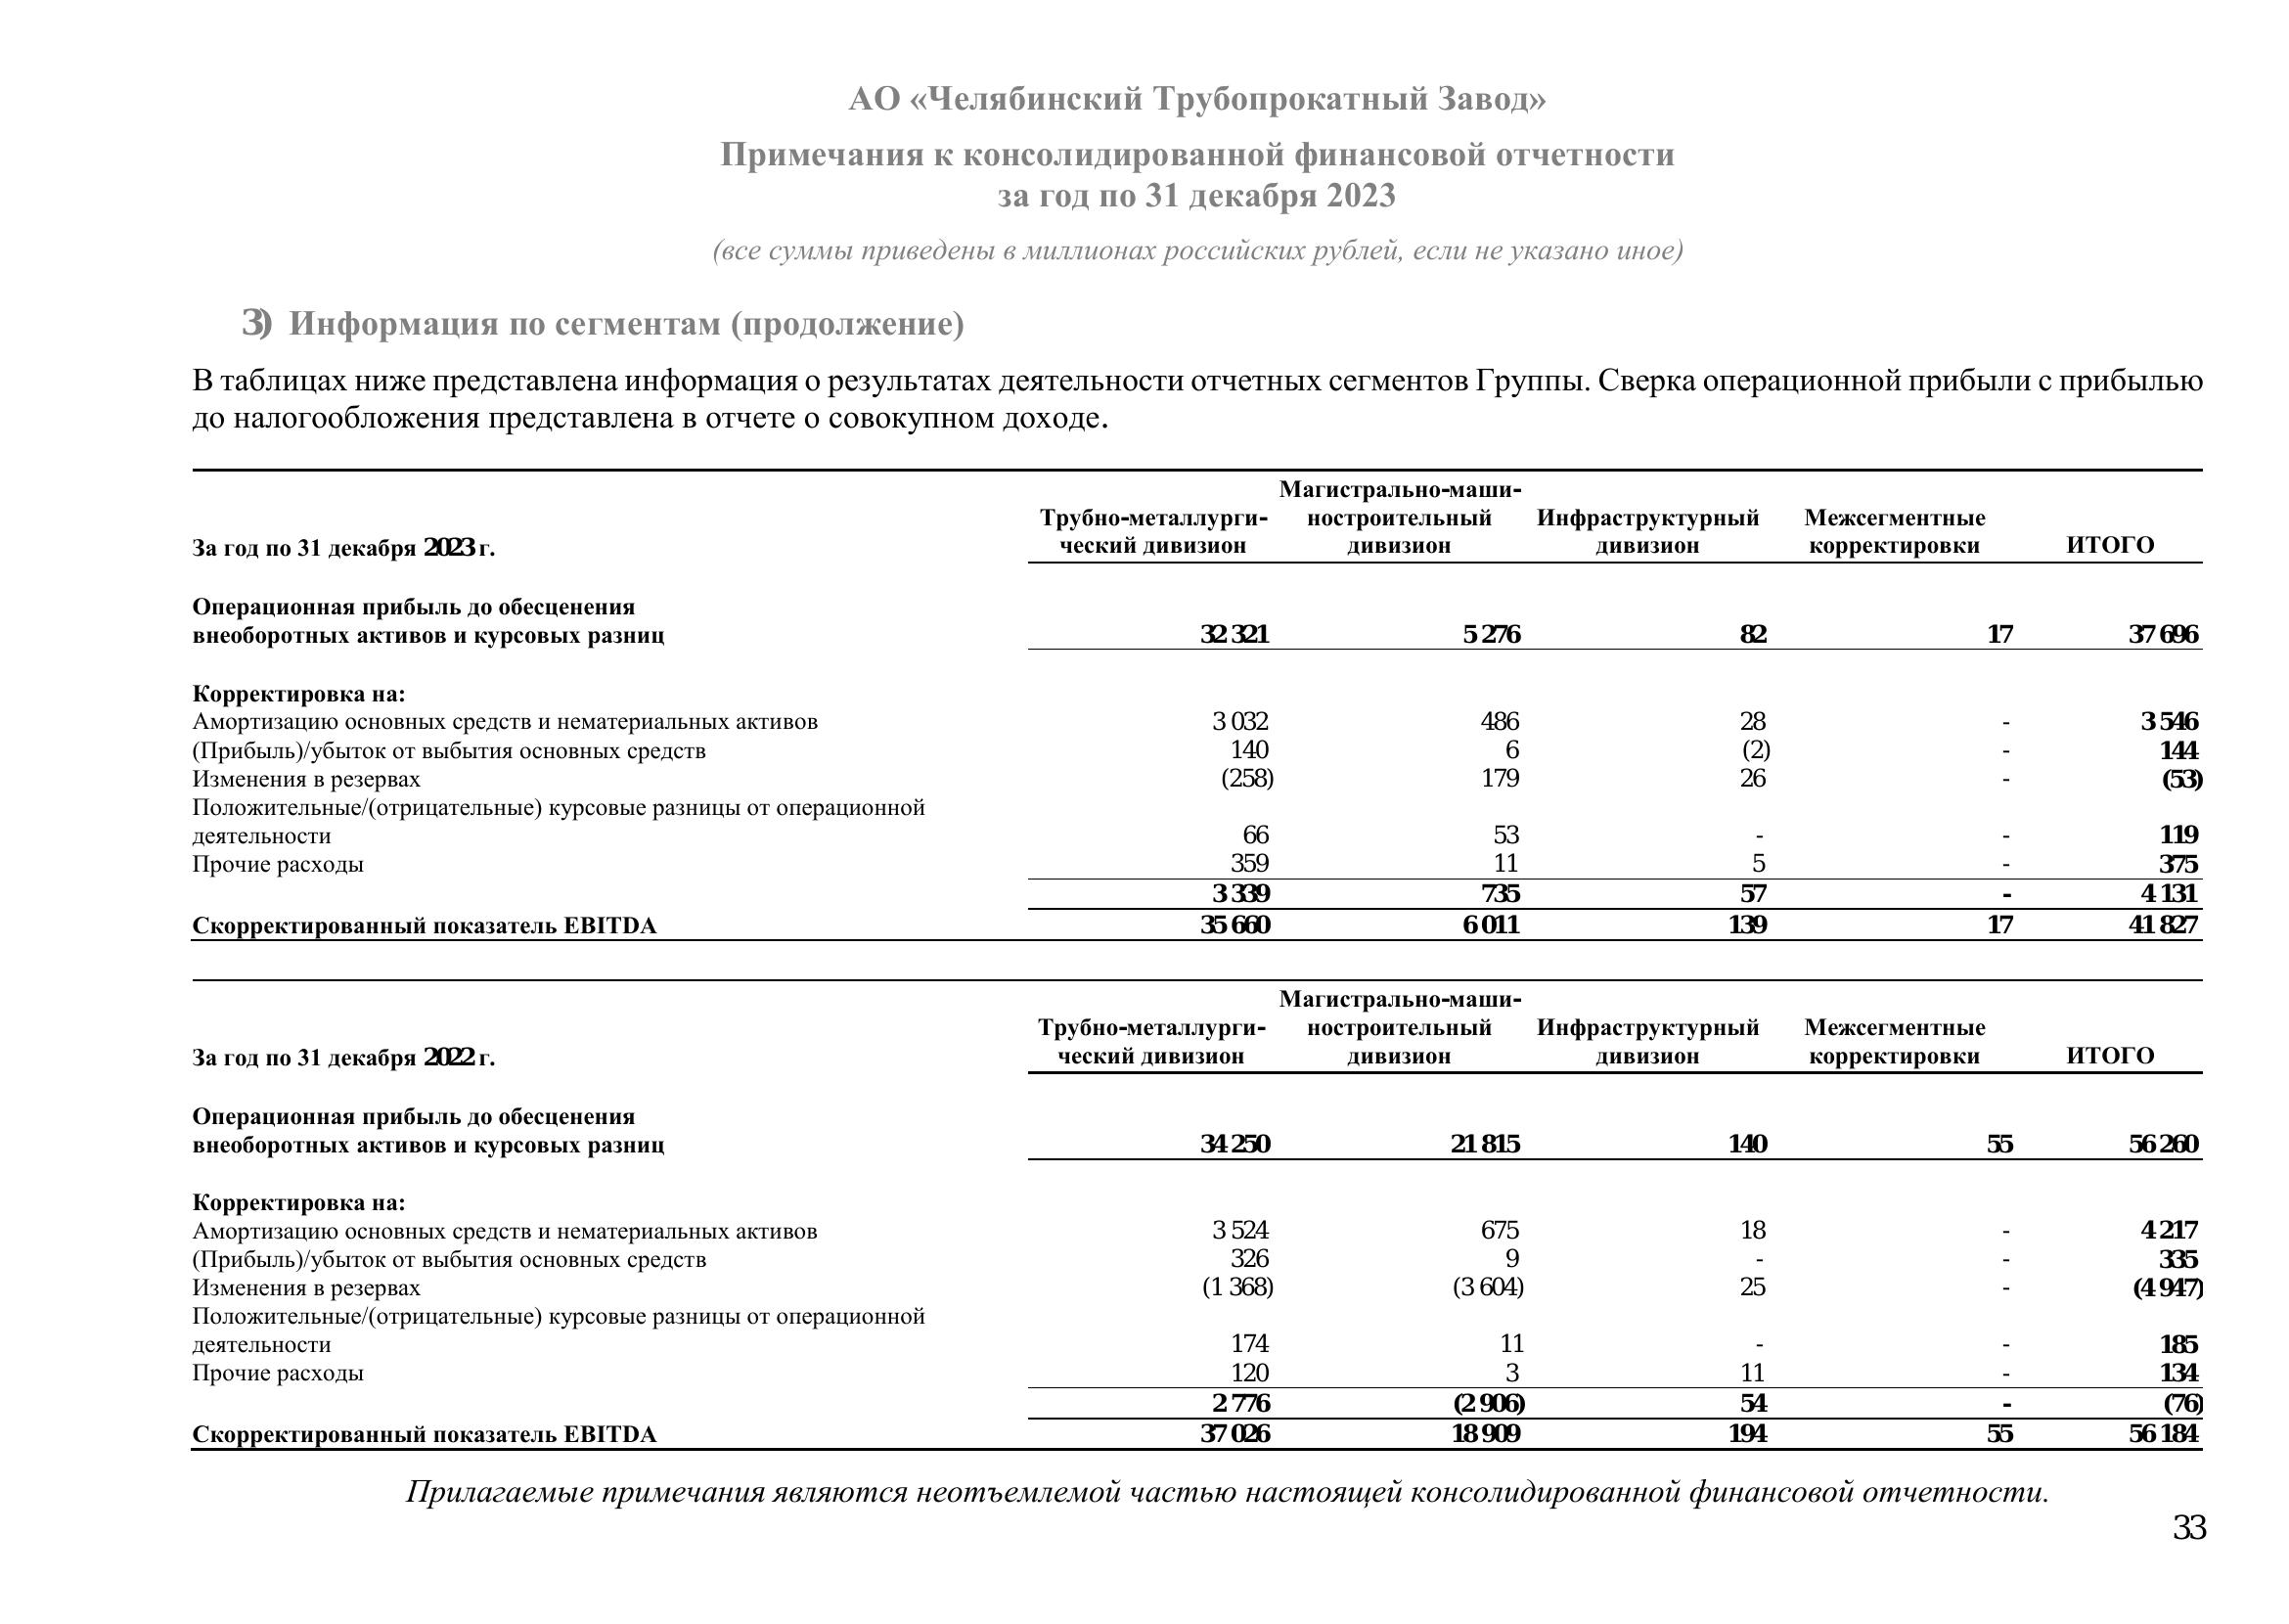 АО «Челябинский Трубопрокатный Завод»
Примечания к консолидированной финансовой отчетности
за год по 31 декабря 2023
(все суммы приведены в миллионах российских рублей, если не указано иное)
3) Информация по сегментам (продолжение)
В таблицах ниже представлена информация о результатах деятельности отчетных сегментов Группы. Сверка операционной прибыли с прибылью
до налогообложения представлена в отчете о совокупном доходе.
Магистрально-маши-
Трубно-металлурги- ностроительный Инфраструктурный Межсегментные
За год по 31 декабря 2023 г. ческий дивизион дивизион дивизион корректировки ИТОГО
Операционная прибыль до обесценения
внеоборотных активов и курсовых разниц 32 321 5 276 82 17 37 696
Корректировка на:
Амортизацию основных средств и нематериальных активов 3 032 486 28 - 3 546
(Прибыль)/убыток от выбытия основных средств 140 6 (2) - 144
Изменения в резервах (258) 179 26 - (53)
Положительные/(отрицательные) курсовые разницы от операционной
деятельности 66 53 - - 119
Прочие расходы 359 11 5 - 375
3 339 735 57 - 4 131
Скорректированный показатель EBITDA 35 660 6 011 139 17 41 827
Магистрально-маши-
Трубно-металлурги- ностроительный Инфраструктурный Межсегментные
За год по 31 декабря 2022 г. ческий дивизион дивизион дивизион корректировки ИТОГО
Операционная прибыль до обесценения
внеоборотных активов и курсовых разниц 34 250 21 815 140 55 56 260
Корректировка на:
Амортизацию основных средств и нематериальных активов 3 524 675 18 - 4 217
(Прибыль)/убыток от выбытия основных средств 326 9 - - 335
Изменения в резервах (1 368) (3 604) 25 - (4 947)
Положительные/(отрицательные) курсовые разницы от операционной
деятельности 174 11 - - 185
Прочие расходы 120 3 11 - 134
2 776 (2 906) 54 - (76)
Скорректированный показатель EBITDA 37 026 18 909 194 55 56 184
Прилагаемые примечания являются неотъемлемой частью настоящей консолидированной финансовой отчетности.
33